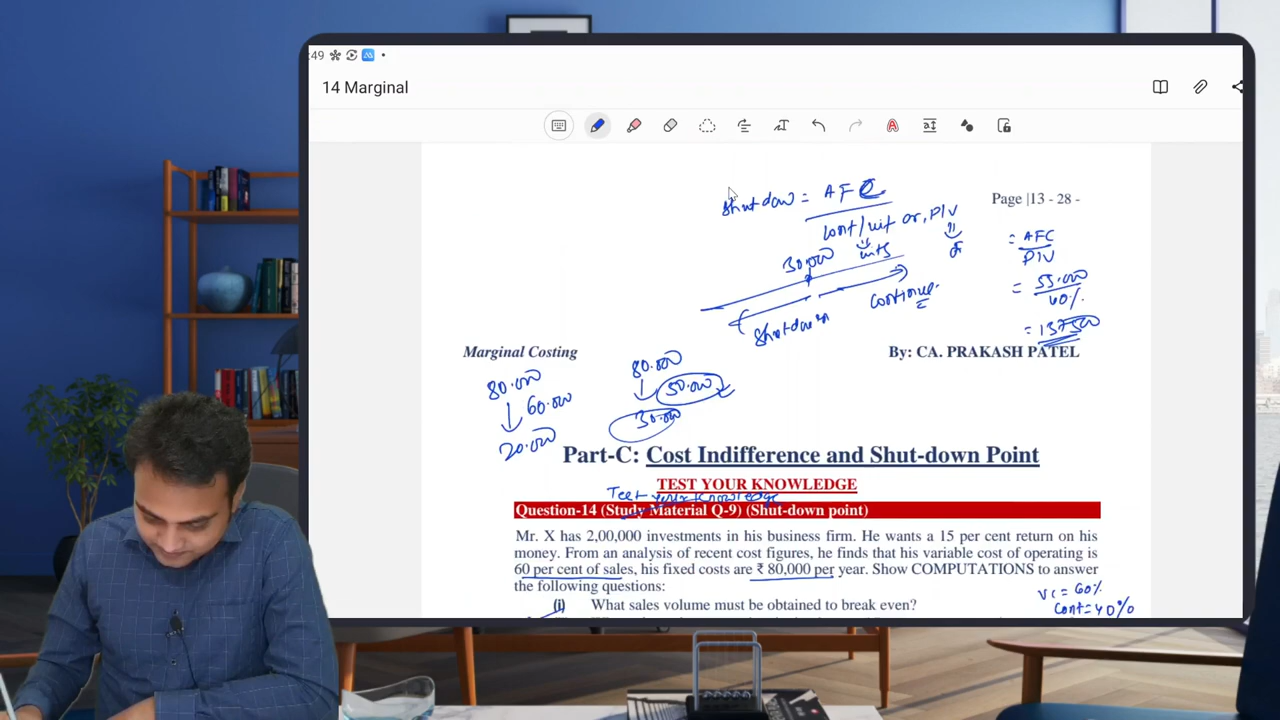 :49
14 Marginal
Shutdow = AFC
Cont/unit or, P/V
units
₹
30,000
Continue
Shutdown
Page |13 - 28 -
= AFC
P/V
= 55,000
40%
= 137500
Marginal Costing
By: CA. PRAKASH PATEL
80,000
60,000
20,000
80,000
50,000
30,000
Part-C: Cost Indifference and Shut-down Point
TEST YOUR KNOWLEDGE
Test your Knowledge
Question-14 (Study Material Q-9) (Shut-down point)
Mr. X has 2,00,000 investments in his business firm. He wants a 15 per cent return on his
money. From an analysis of recent cost figures, he finds that his variable cost of operating is
60 per cent of sales, his fixed costs are ₹ 80,000 per year. Show COMPUTATIONS to answer
the following questions:
VC = 60%
Cont = 40%
(i) What sales volume must be obtained to break even?